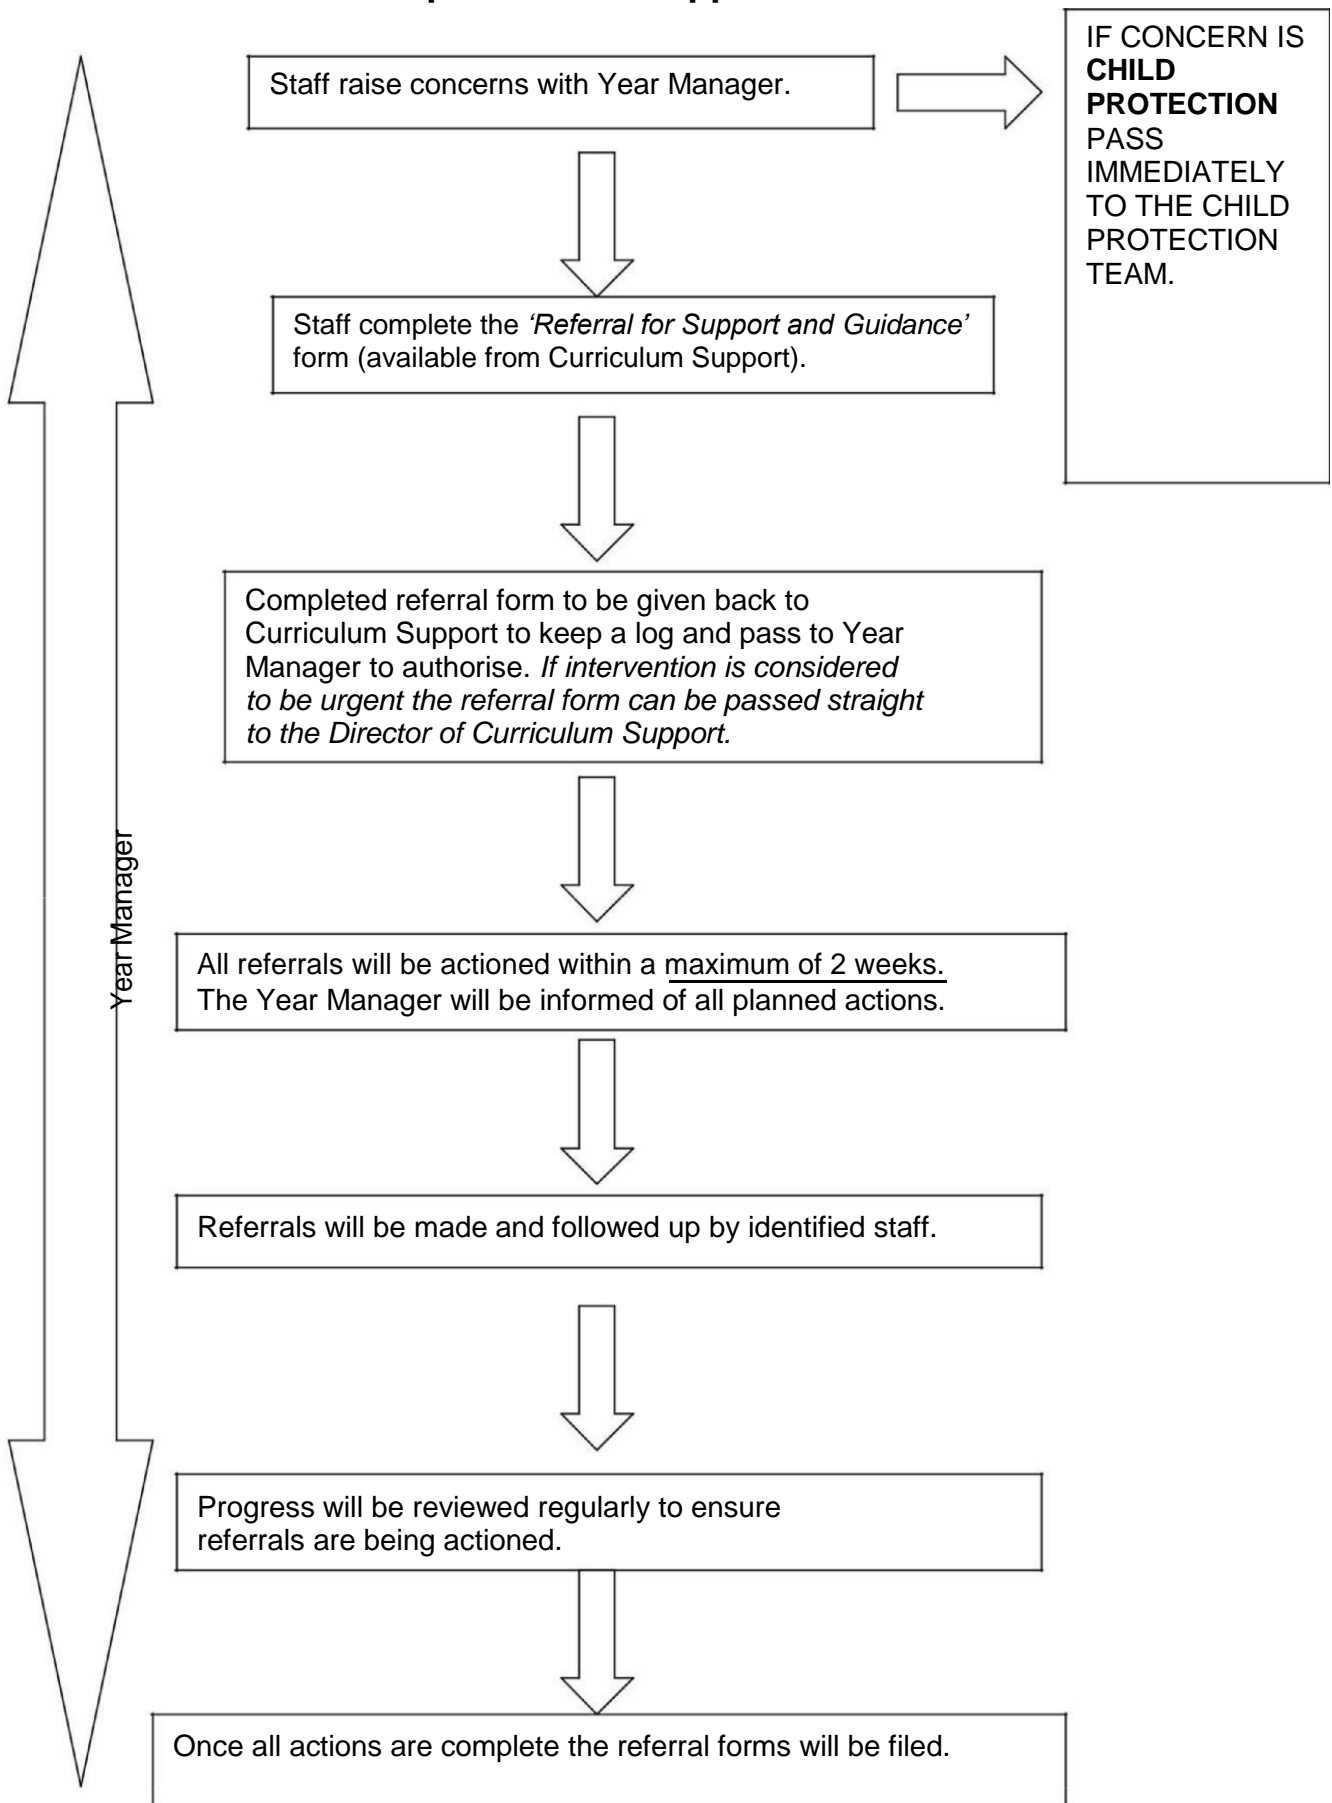 Staff raise concerns with Year Manager.
IF CONCERN IS
CHILD
PROTECTION
PASS
IMMEDIATELY
TO THE CHILD
PROTECTION
TEAM.
Staff complete the ‘Referral for Support and Guidance’
form (available from Curriculum Support).
Completed referral form to be given back to
Curriculum Support to keep a log and pass to Year
Manager to authorise. If intervention is considered
to be urgent the referral form can be passed straight
to the Director of Curriculum Support.
Year Manager
All referrals will be actioned within a maximum of 2 weeks.
The Year Manager will be informed of all planned actions.
Referrals will be made and followed up by identified staff.
Progress will be reviewed regularly to ensure
referrals are being actioned.
Once all actions are complete the referral forms will be filed.